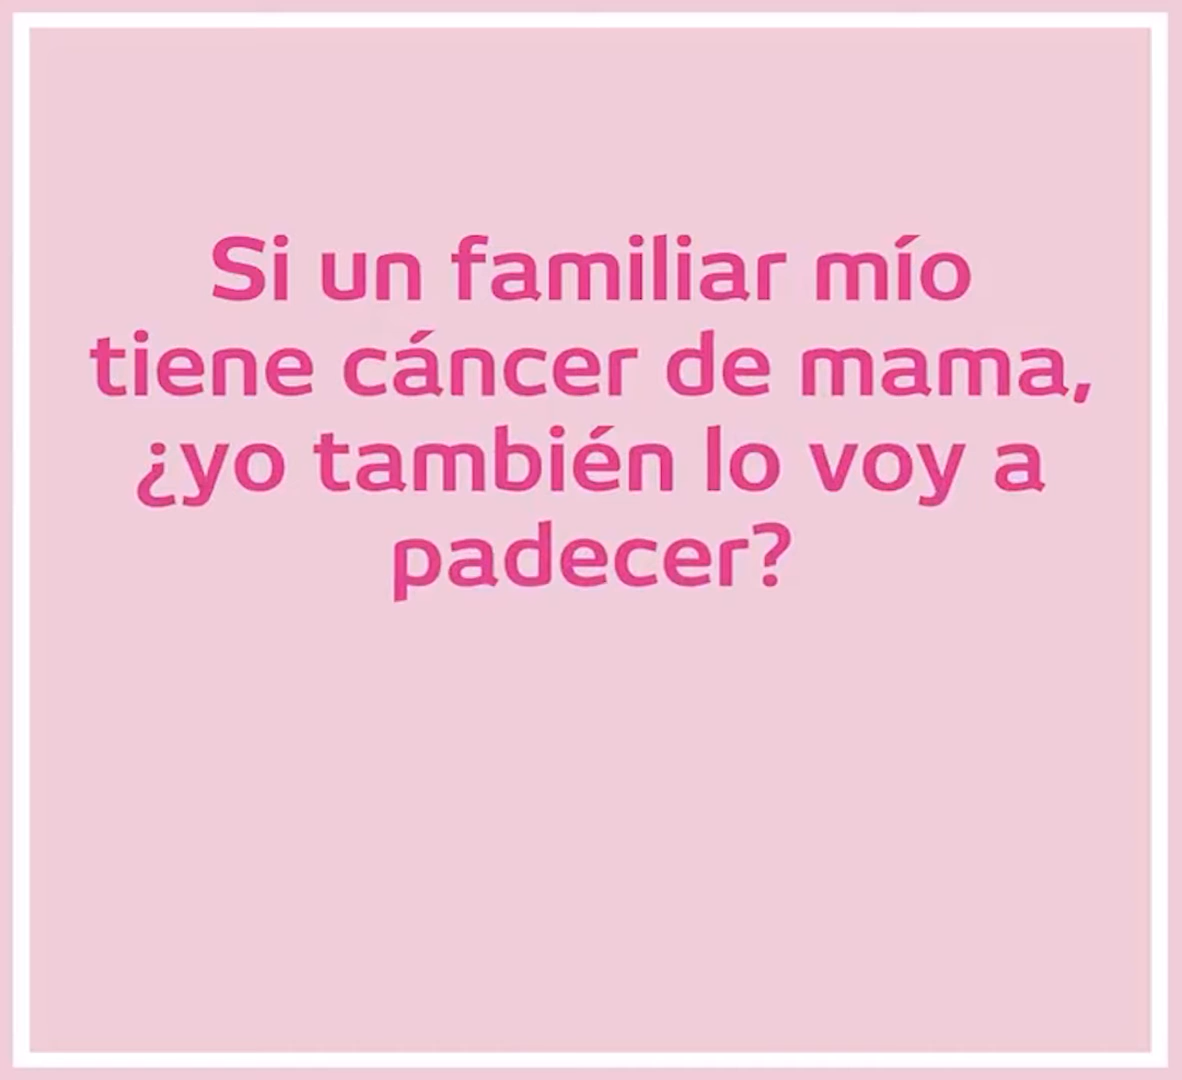 Si un familiar mío
tiene cáncer de mama,
¿yo también lo voy a
padecer?